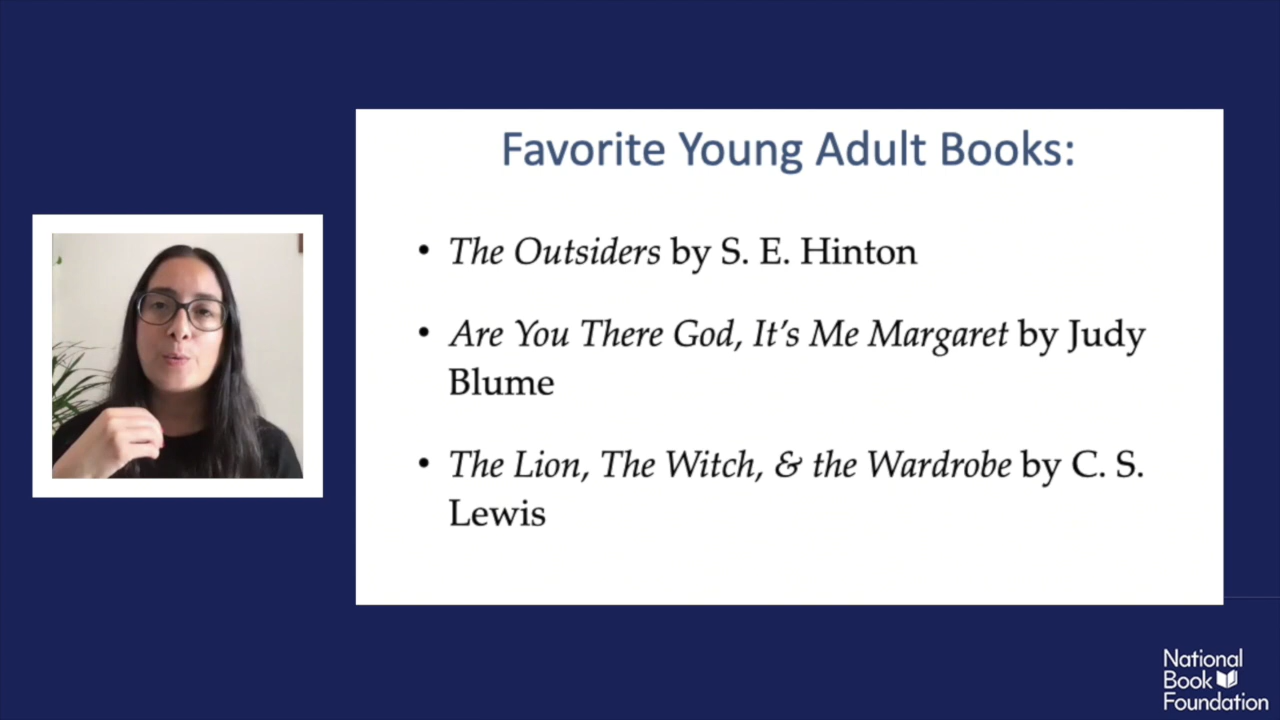 Favorite Young Adult Books:
• The Outsiders by S. E. Hinton
• Are You There God, It’s Me Margaret by Judy
Blume
• The Lion, The Witch, & the Wardrobe by C. S.
Lewis
National
Book
Foundation